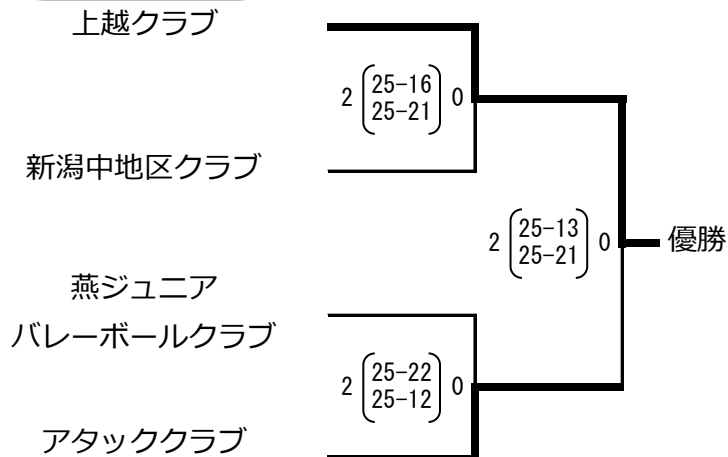 上越クラブ
2 25-16 0
25-21
新潟中地区クラブ
2 25-13 0
25-21
優勝
燕ジュニア
バレーボールクラブ
2 25-22 0
25-12
アタッククラブ